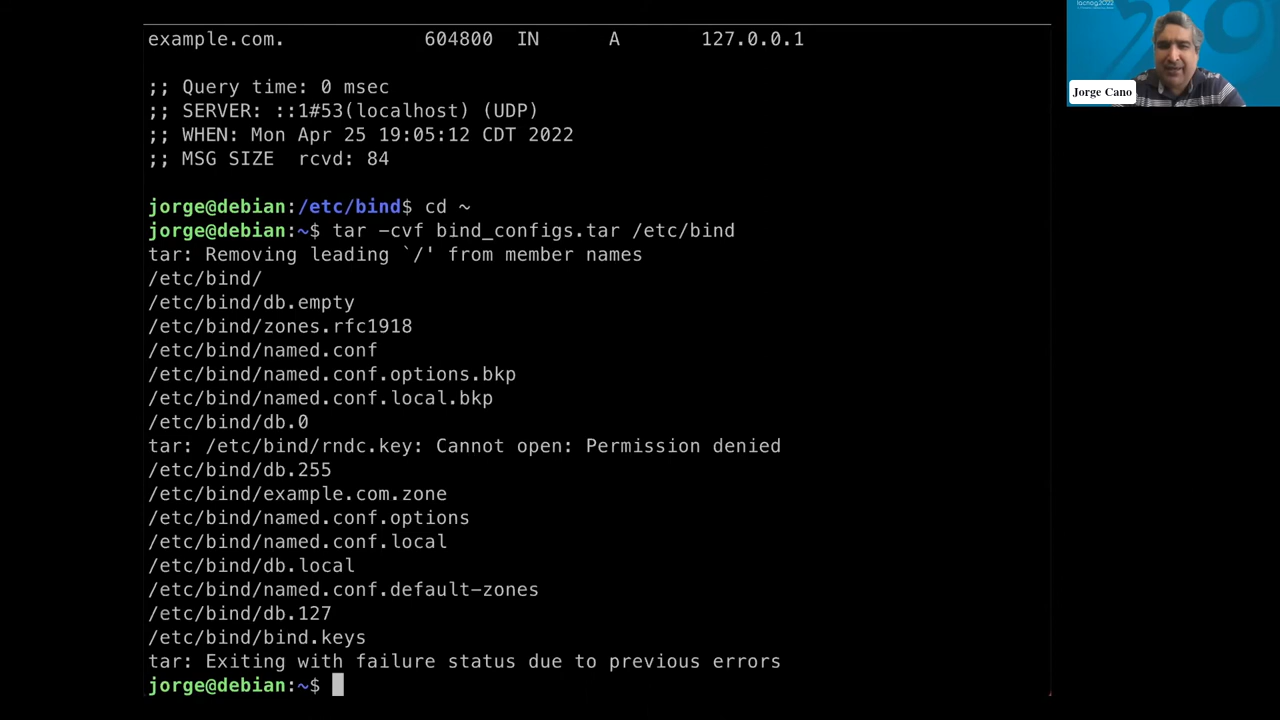 example.com. 604800 IN A 127.0.0.1
;; Query time: 0 msec
;; SERVER: ::1#53(localhost) (UDP)
;; WHEN: Mon Apr 25 19:05:12 CDT 2022
;; MSG SIZE  rcvd: 84
jorge@debian:/etc/bind$ cd ~
jorge@debian:~$ tar -cvf bind_configs.tar /etc/bind
tar: Removing leading `/' from member names
/etc/bind/
/etc/bind/db.empty
/etc/bind/zones.rfc1918
/etc/bind/named.conf
/etc/bind/named.conf.options.bkp
/etc/bind/named.conf.local.bkp
/etc/bind/db.0
tar: /etc/bind/rndc.key: Cannot open: Permission denied
/etc/bind/db.255
/etc/bind/example.com.zone
/etc/bind/named.conf.options
/etc/bind/named.conf.local
/etc/bind/db.local
/etc/bind/named.conf.default-zones
/etc/bind/db.127
/etc/bind/bind.keys
tar: Exiting with failure status due to previous errors
jorge@debian:~$
lacnog2022
Jorge Cano